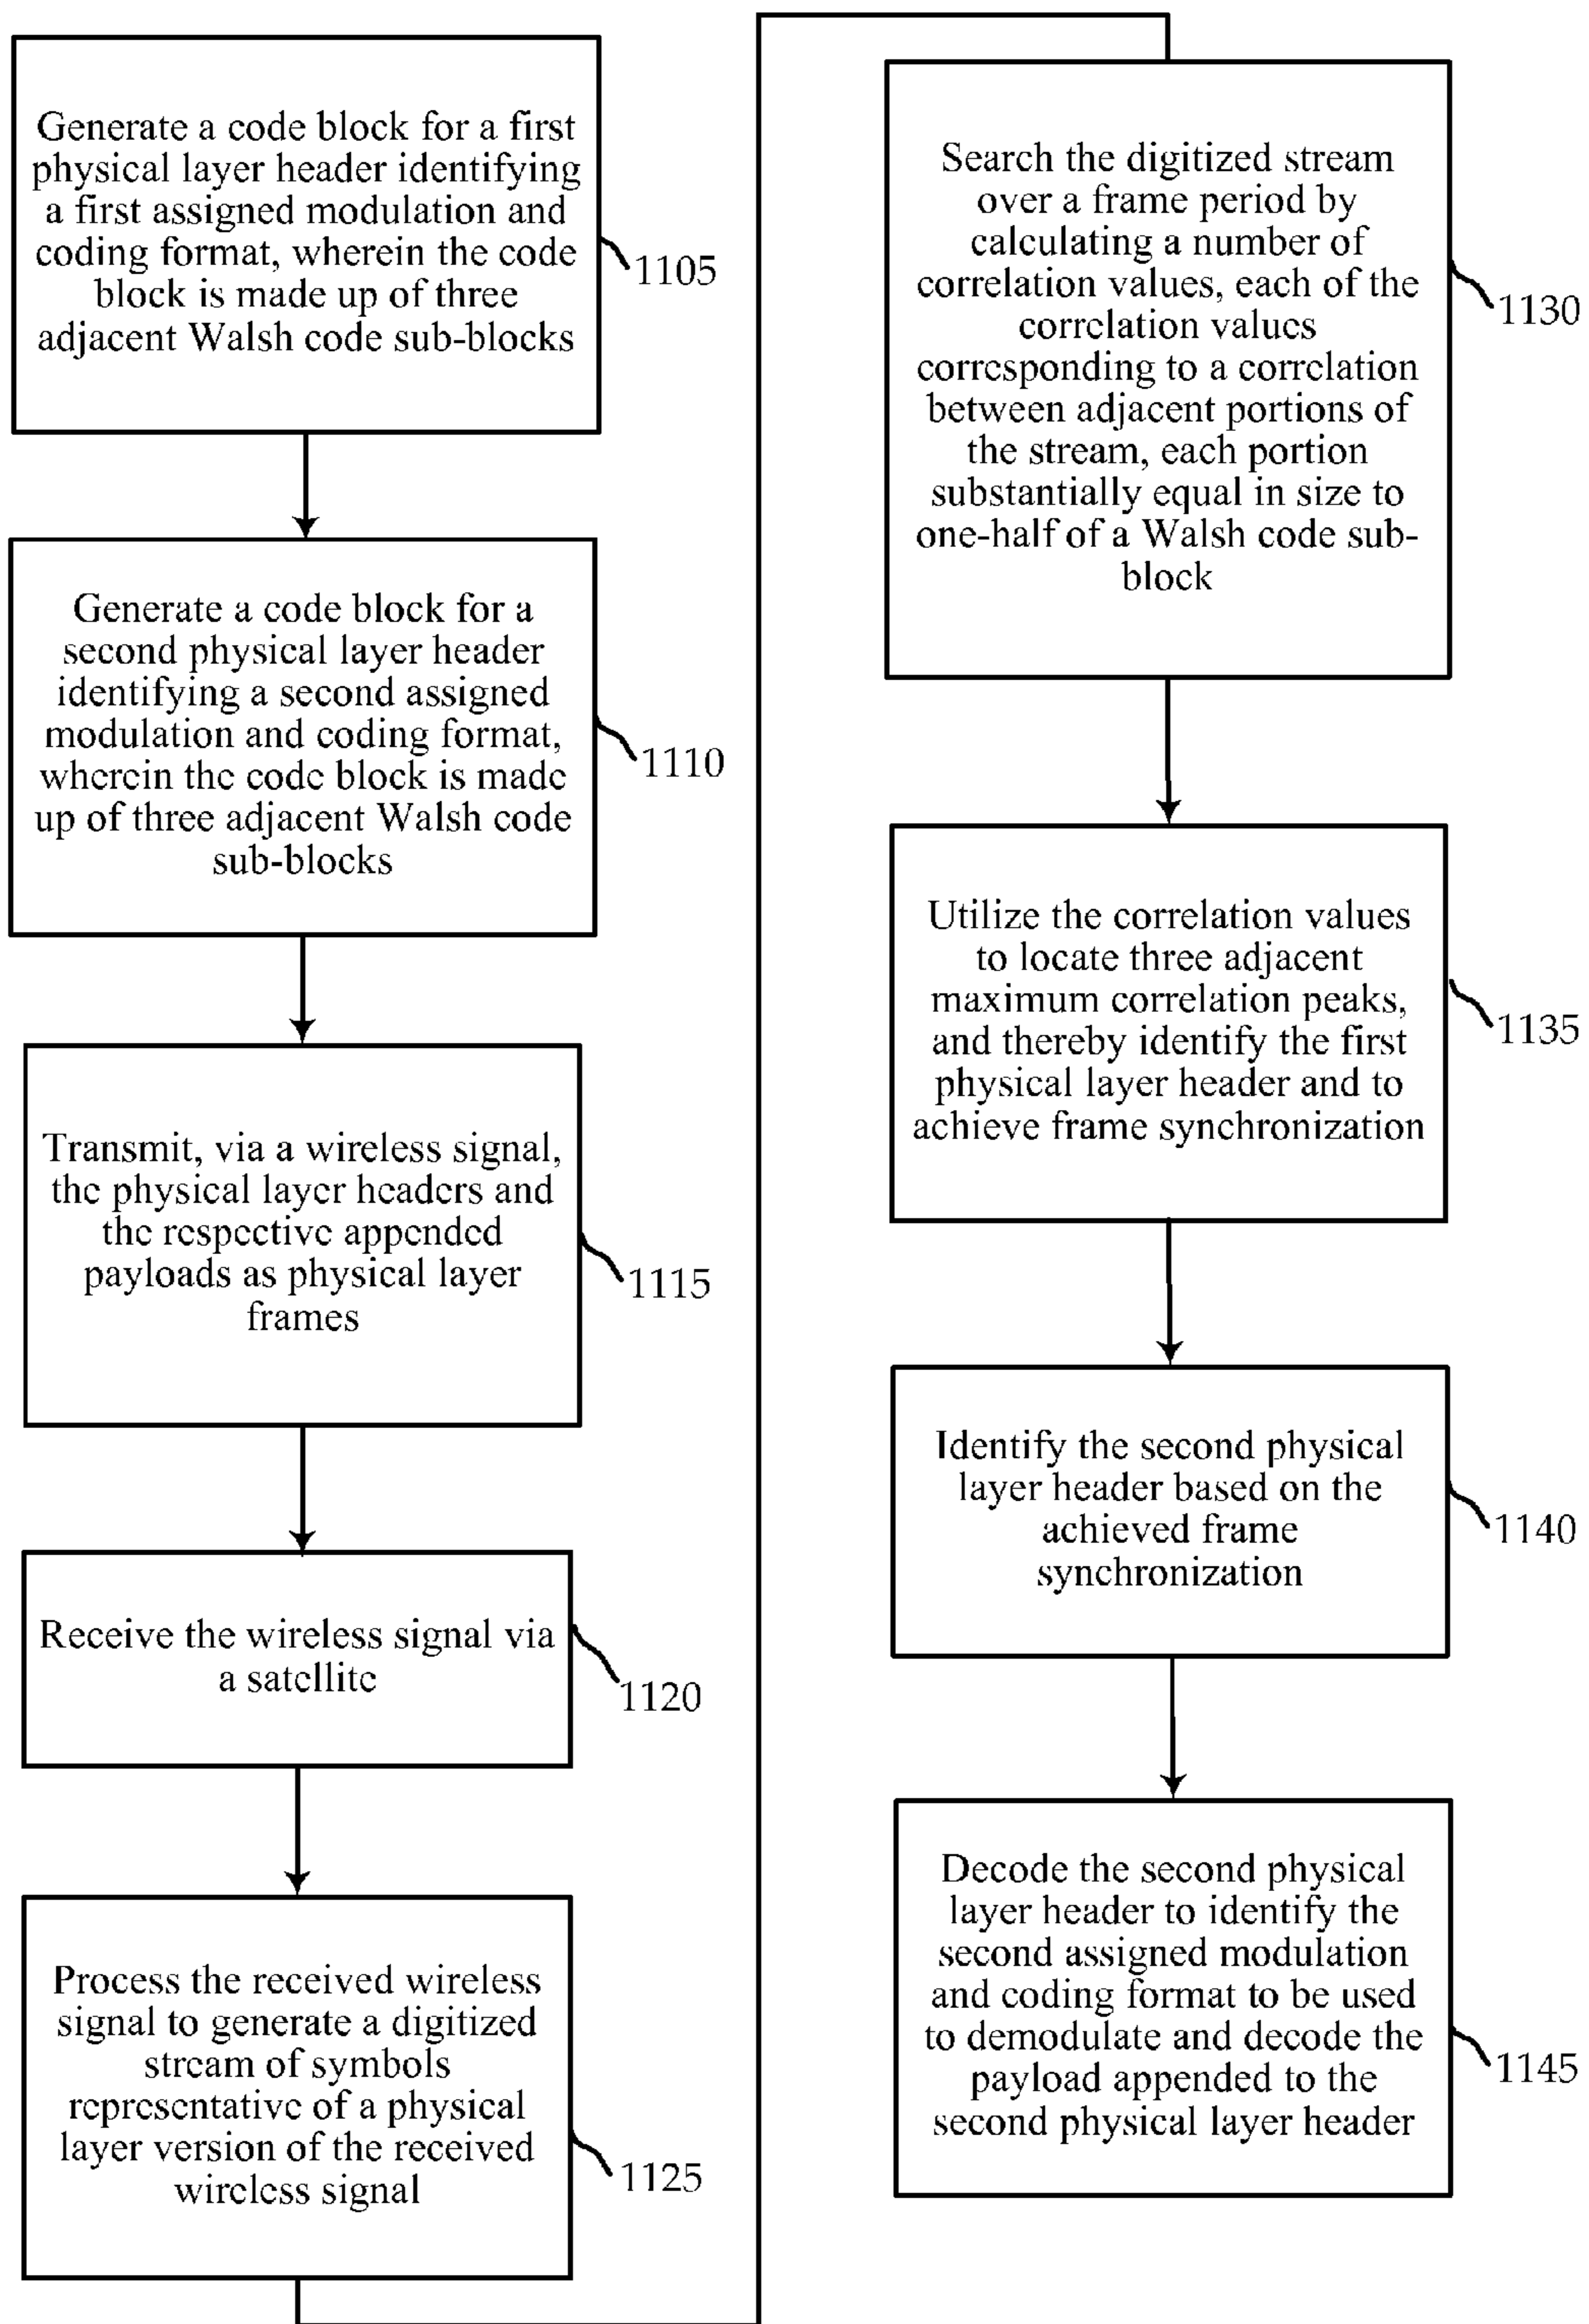 Generate a code block for a first
physical layer header identifying
a first assigned modulation and
coding format, wherein the code
block is made up of three
adjacent Walsh code sub-blocks
1105
Generate a code block for a
second physical layer header
identifying a second assigned
modulation and coding format,
wherein the code block is made
up of three adjacent Walsh code
sub-blocks
1110
Transmit, via a wireless signal,
the physical layer headers and
the respective appended
payloads as physical layer
frames
1115
Receive the wireless signal via
a satellite
1120
Process the received wireless
signal to generate a digitized
stream of symbols
representative of a physical
layer version of the received
wireless signal
1125
Search the digitized stream
over a frame period by
calculating a number of
correlation values, each of the
correlation values
corresponding to a correlation
between adjacent portions of
the stream, each portion
substantially equal in size to
one-half of a Walsh code sub-
block
1130
Utilize the correlation values
to locate three adjacent
maximum correlation peaks,
and thereby identify the first
physical layer header and to
achieve frame synchronization
1135
Identify the second physical
layer header based on the
achieved frame
synchronization
1140
Decode the second physical
layer header to identify the
second assigned modulation
and coding format to be used
to demodulate and decode the
payload appended to the
second physical layer header
1145